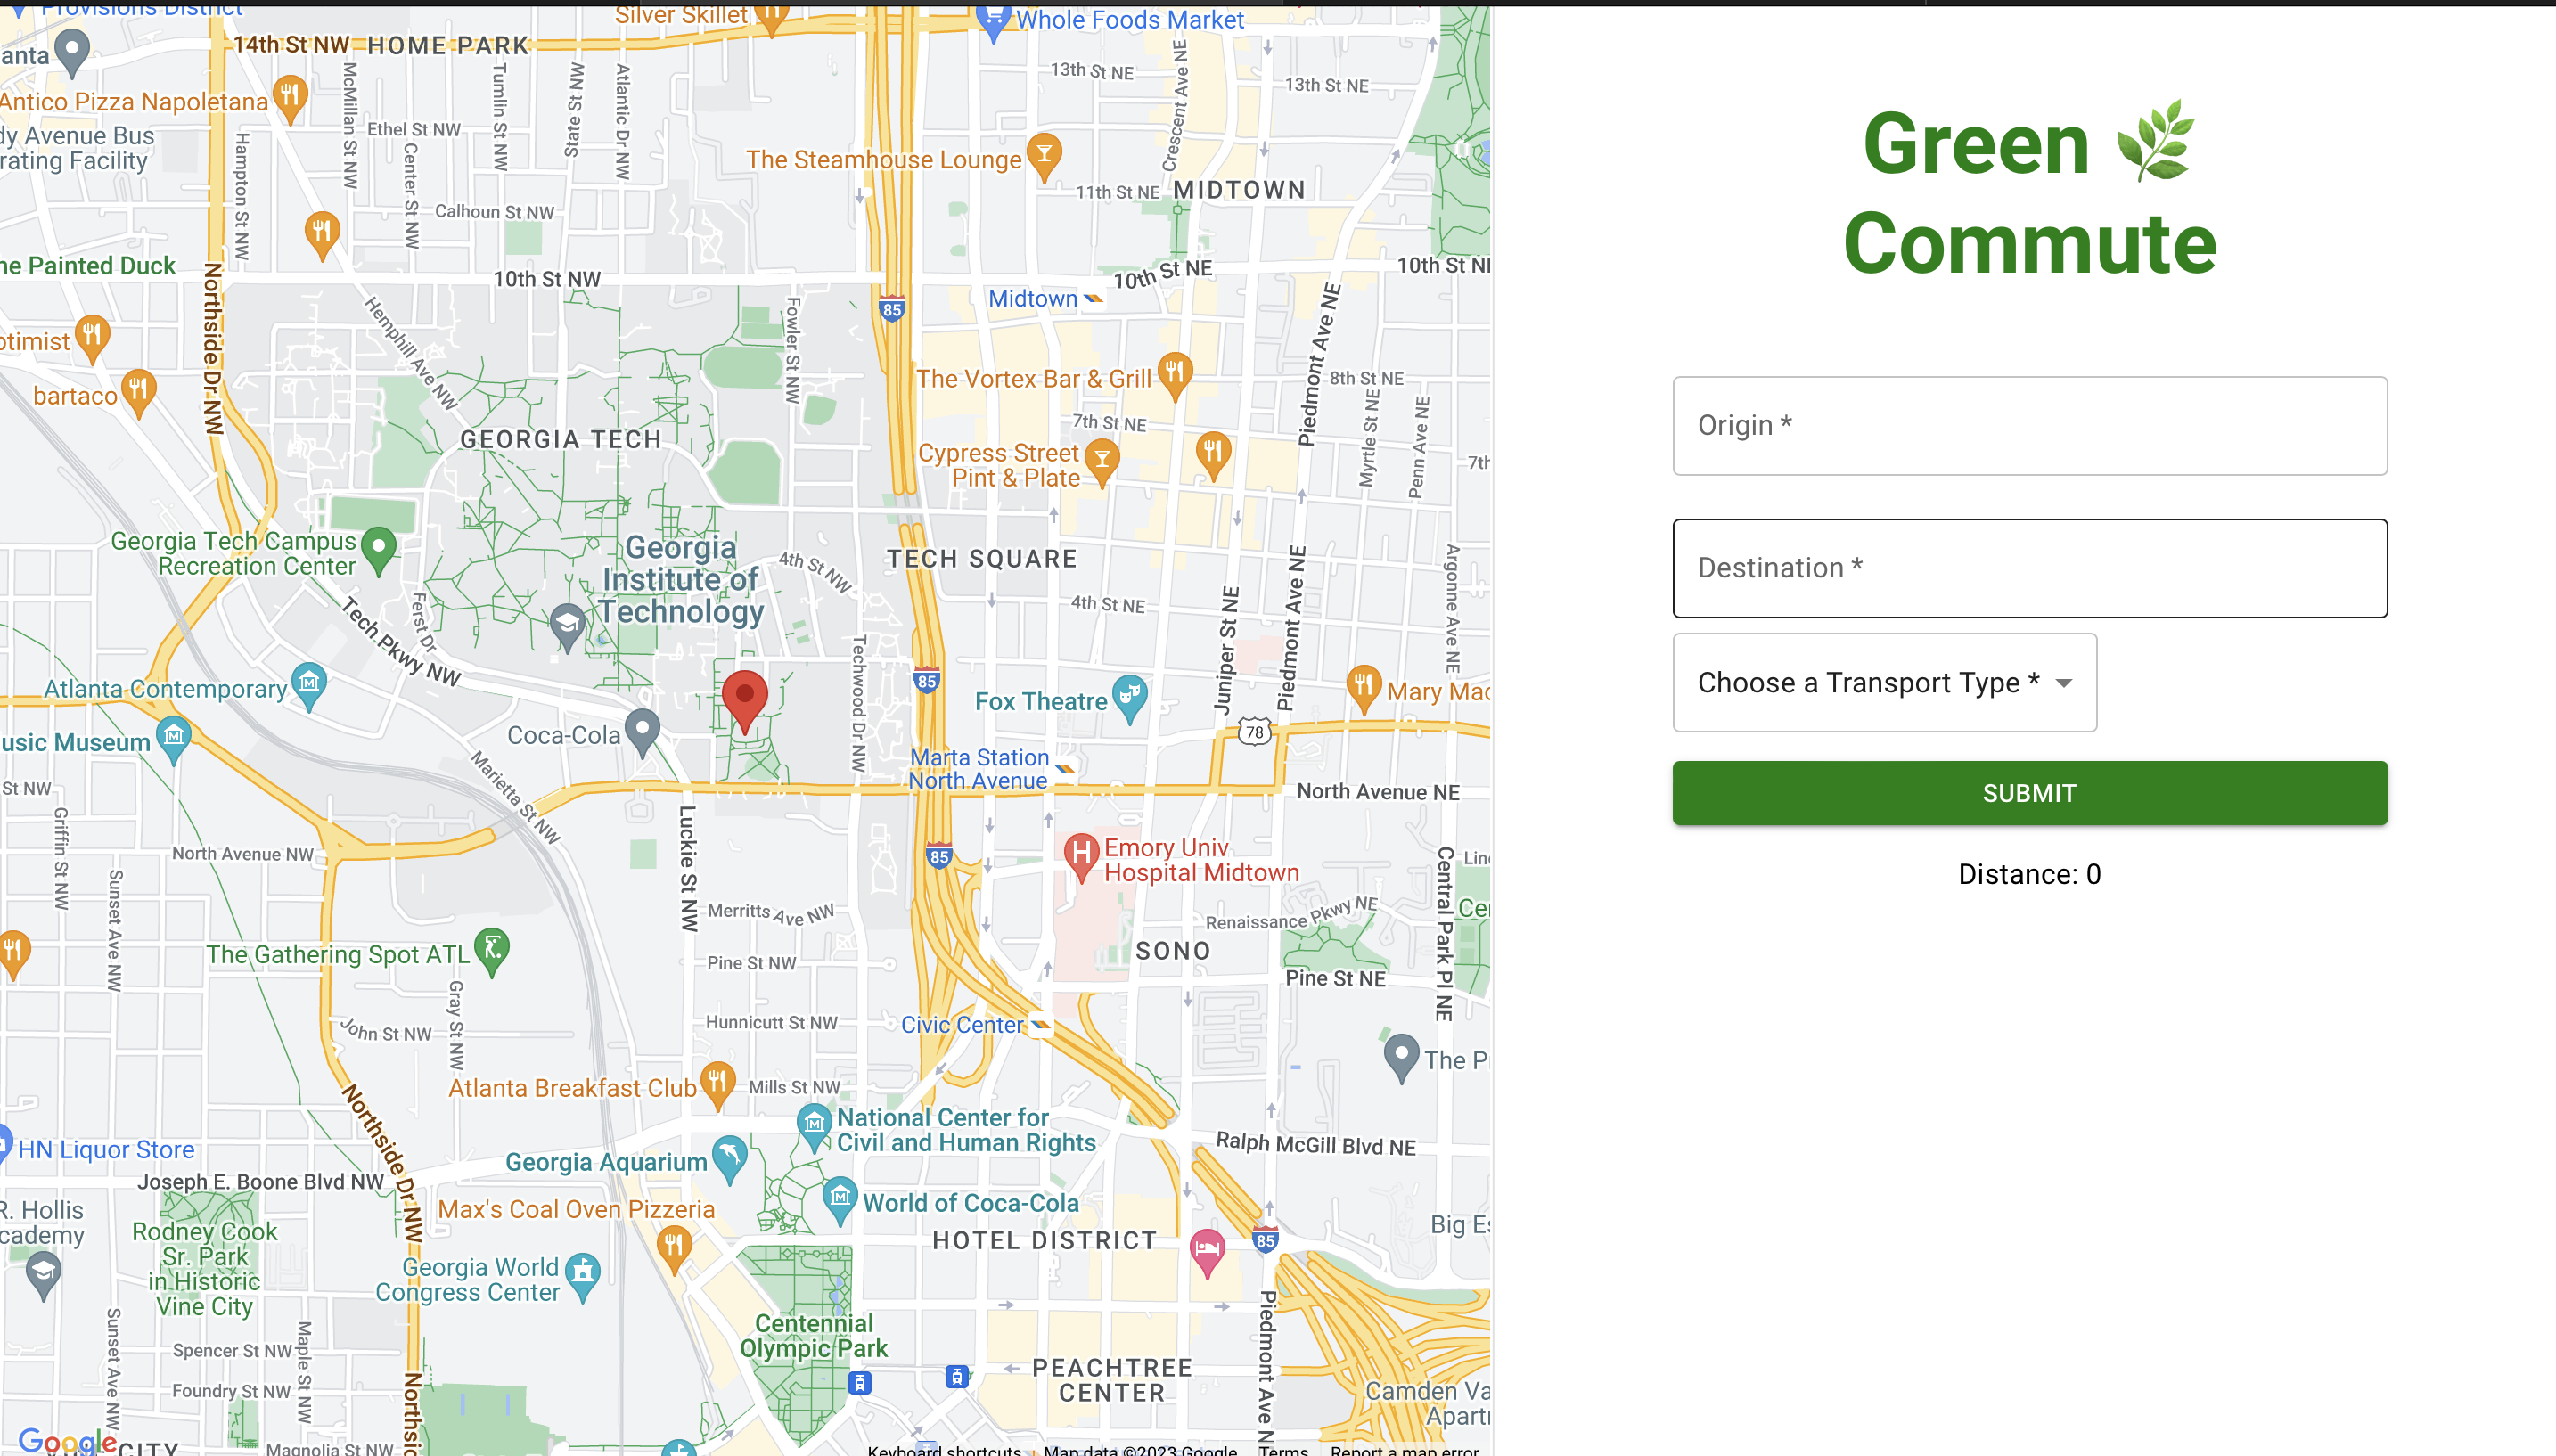 Provisions District
Silver Skillet
Whole Foods Market
14th St NW
HOME PARK
anta
13th St NE
13th St NE
Crescent Ave NE
McMillan St NW
Tumlin St NW
State St NW
Atlantic Dr NW
Antico Pizza Napoletana
dy Avenue Bus
rating Facility
Ethel St NW
Center St NW
Hampton St NW
The Steamhouse Lounge
11th St NE
MIDTOWN
Calhoun St NW
he Painted Duck
10th St NW
10th St NE
10th St NE
Midtown
85
Northside Dr NW
Hemphill Ave NW
Fowler St NW
Piedmont Ave NE
ptimist
bartaco
The Vortex Bar & Grill
8th St NE
Myrtle St NE
Penn Ave NE
7th St NE
GEORGIA TECH
Cypress Street
Pint & Plate
7th
Georgia Tech Campus
Recreation Center
Georgia
Institute of
Technology
4th St NW
TECH SQUARE
4th St NE
Argonne Ave NE
Juniper St NE
Piedmont Ave NE
Ferst Dr
Tech Pkwy NW
Techwood Dr NW
Atlanta Contemporary
85
Fox Theatre
Mary Mac
usic Museum
Coca-Cola
78
Marta Station
North Avenue
Marietta St NW
St NW
North Avenue NE
Griffin St NW
Luckie St NW
North Avenue NW
85
Emory Univ
Hospital Midtown
Central Park Pl NE
Sunset Ave NW
Merritts Ave NW
Renaissance Pkwy NE
The Gathering Spot ATL
Pine St NW
SONO
Pine St NE
Gray St NW
John St NW
Hunnicutt St NW
Civic Center
The P
Atlanta Breakfast Club
Mills St NW
Northside Dr NW
National Center for
Civil and Human Rights
Ralph McGill Blvd NE
HN Liquor Store
Georgia Aquarium
Joseph E. Boone Blvd NW
World of Coca-Cola
R. Hollis
cademy
Max's Coal Oven Pizzeria
Big Es
Rodney Cook
Sr. Park
in Historic
Vine City
HOTEL DISTRICT
85
Georgia World
Congress Center
Centennial
Olympic Park
Piedmont Ave N
Sunset Ave NW
Maple St NW
Spencer St NW
Foundry St NW
PEACHTREE
CENTER
Camden Va
Apart
Northsid
Google
CITY
Magnolia St NW
Keyboard shortcuts
Map data ©2023 Google
Terms
Report a map error
Green 🌿
Commute
Origin *
Destination *
Choose a Transport Type *
SUBMIT
Distance: 0